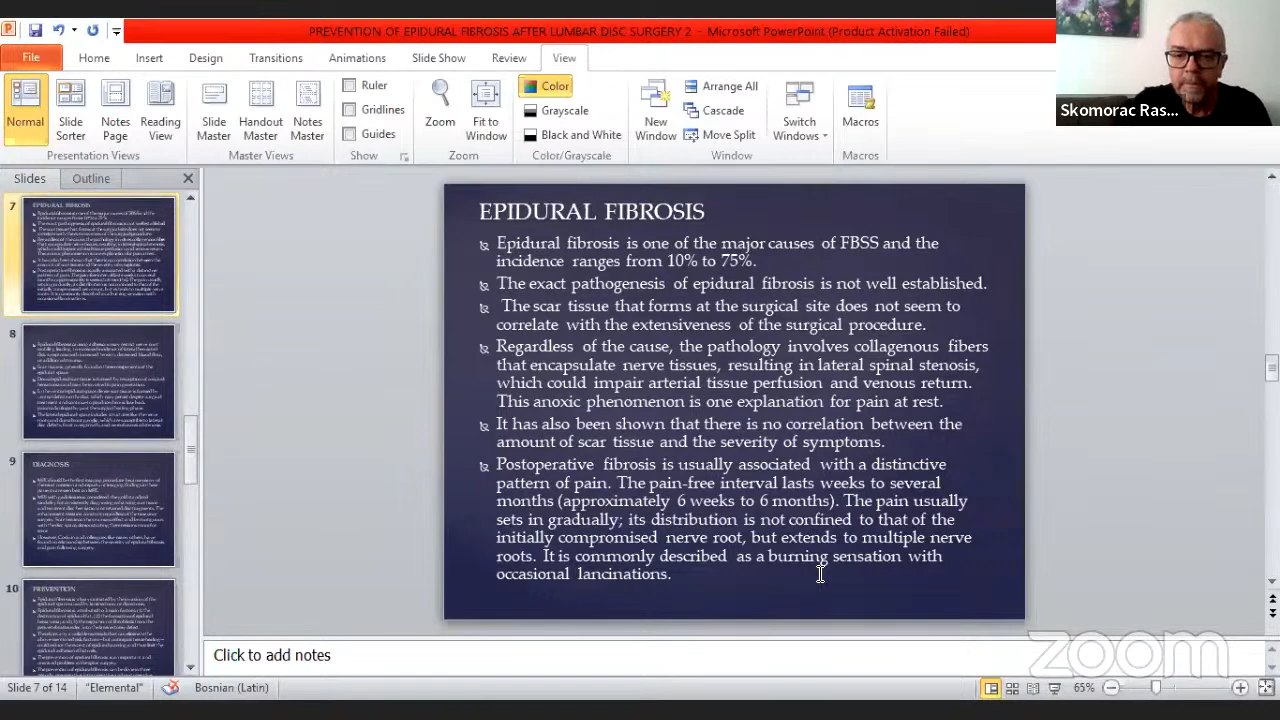 PREVENTION OF EPIDURAL FIBROSIS AFTER LUMBAR DISC SURGERY 2 - Microsoft PowerPoint (Product Activation Failed)
File Home Insert Design Transitions Animations Slide Show Review View
Normal
Slide Sorter
Notes Page
Reading View
Presentation Views
Slide Master
Handout Master
Notes Master
Master Views
Ruler
Gridlines
Guides
Show
Zoom
Fit to Window
Zoom
Color
Grayscale
Black and White
Color/Grayscale
New Window
Arrange All
Cascade
Move Split
Window
Switch Windows
Macros
Macros
Skomorac Ras...
Slides Outline
7
EPIDURAL FIBROSIS
8
9
DIAGNOSIS
10
PREVENTION
EPIDURAL FIBROSIS
Epidural fibrosis is one of the major causes of FBSS and the
incidence ranges from 10% to 75%.
The exact pathogenesis of epidural fibrosis is not well established.
The scar tissue that forms at the surgical site does not seem to
correlate with the extensiveness of the surgical procedure.
Regardless of the cause, the pathology involves collagenous fibers
that encapsulate nerve tissues, resulting in lateral spinal stenosis,
which could impair arterial tissue perfusion and venous return.
This anoxic phenomenon is one explanation for pain at rest.
It has also been shown that there is no correlation between the
amount of scar tissue and the severity of symptoms.
Postoperative fibrosis is usually associated with a distinctive
pattern of pain. The pain-free interval lasts weeks to several
months (approximately 6 weeks to 6 months). The pain usually
sets in gradually; its distribution is not confined to that of the
initially compromised nerve root, but extends to multiple nerve
roots. It is commonly described as a burning sensation with
occasional lancinations.
Click to add notes
zoom
Slide 7 of 14 "Elemental" Bosnian (Latin) 65%